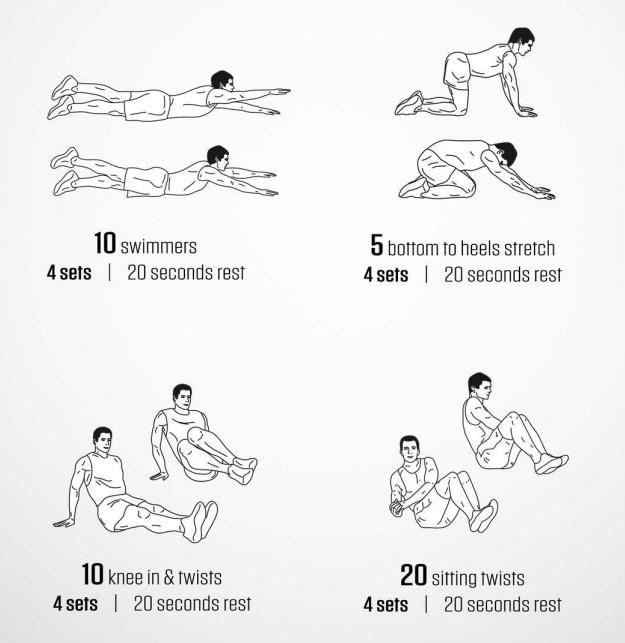 10 swimmers
4 sets | 20 seconds rest
5 bottom to heels stretch
4 sets | 20 seconds rest
10 knee in & twists
4 sets | 20 seconds rest
20 sitting twists
4 sets | 20 seconds rest